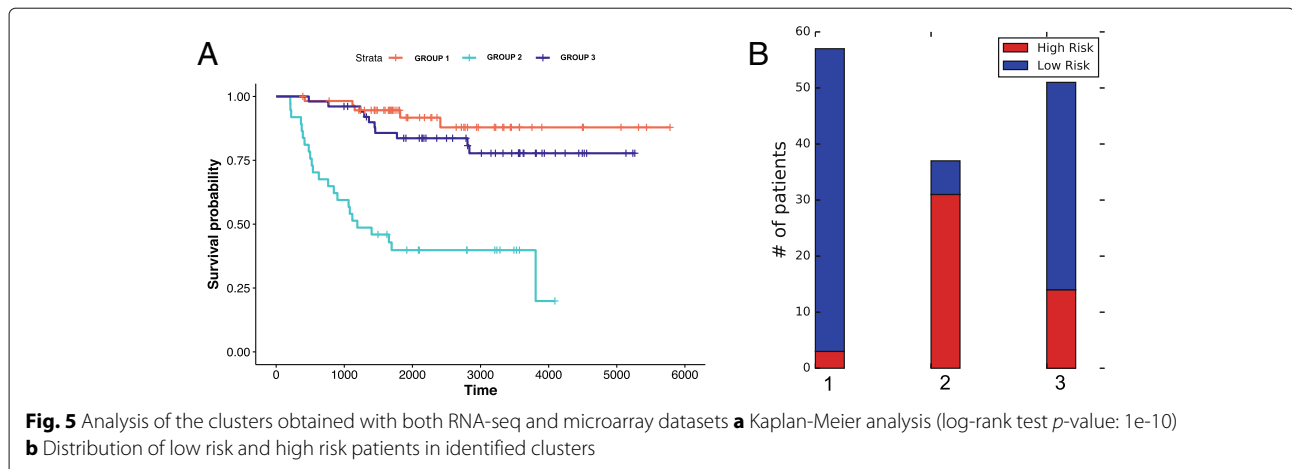 A
Strata GROUP 1 GROUP 2 GROUP 3
Survival probability
1.00
0.75
0.50
0.25
0.00
0 1000 2000 3000 4000 5000 6000
Time
B
# of patients
60
50
40
30
20
10
0
High Risk
Low Risk
1 2 3
Fig. 5 Analysis of the clusters obtained with both RNA-seq and microarray datasets a Kaplan-Meier analysis (log-rank test p-value: 1e-10)
b Distribution of low risk and high risk patients in identified clusters